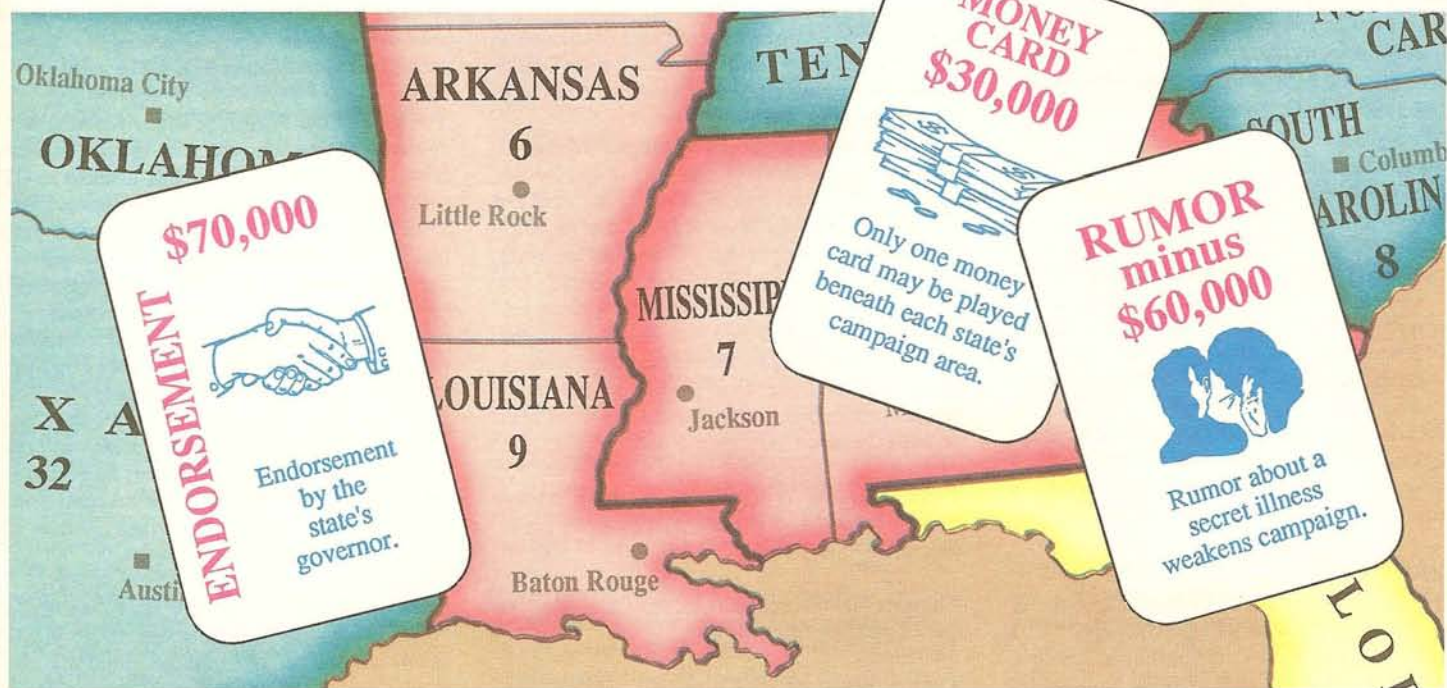 Oklahoma City
OKLAHOM
X A
32
Austi
$70,000
ENDORSEMENT
Endorsement
by the
state's
governor.
ARKANSAS
6
Little Rock
LOUISIANA
9
Baton Rouge
MISSISSIP
7
Jackson
TEN
MONEY
CARD
$30,000
Only one money
card may be played
beneath each state's
campaign area.
CAR
SOUTH
Columb
AROLIN
8
RUMOR
minus
$60,000
Rumor about a
secret illness
weakens campaign.
LO